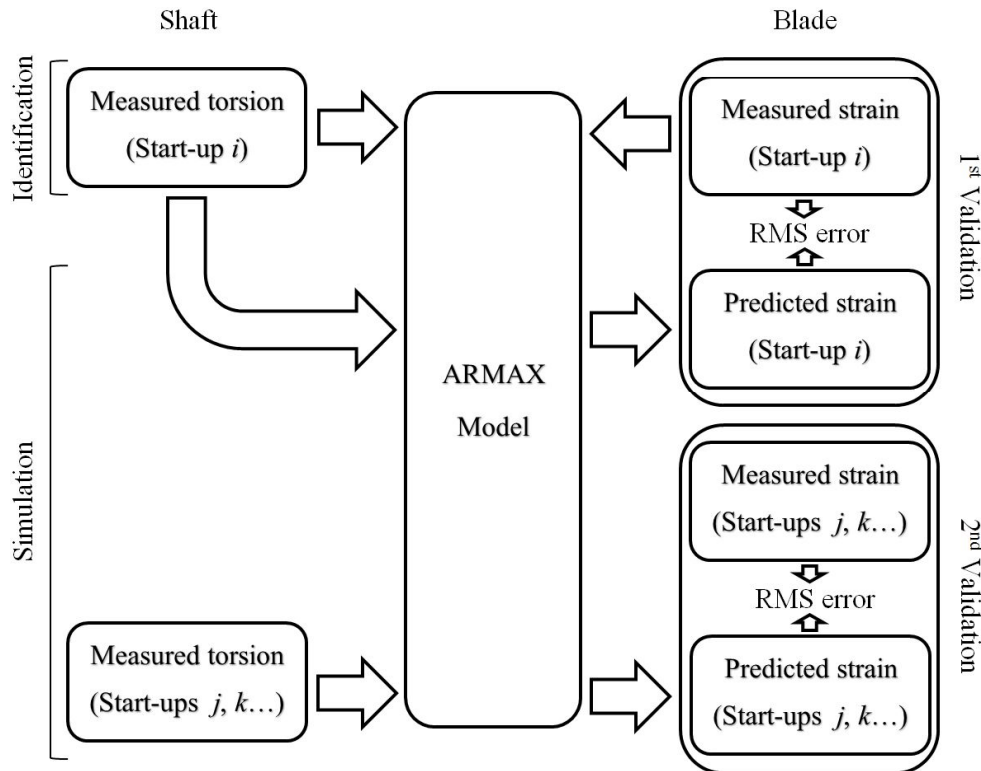 Shaft
Blade
Identification
Measured torsion
(Start-up i)
Measured strain
(Start-up i)
RMS error
Predicted strain
(Start-up i)
1st Validation
ARMAX
Model
Simulation
Measured torsion
(Start-ups j, k…)
Measured strain
(Start-ups j, k…)
RMS error
Predicted strain
(Start-ups j, k…)
2nd Validation